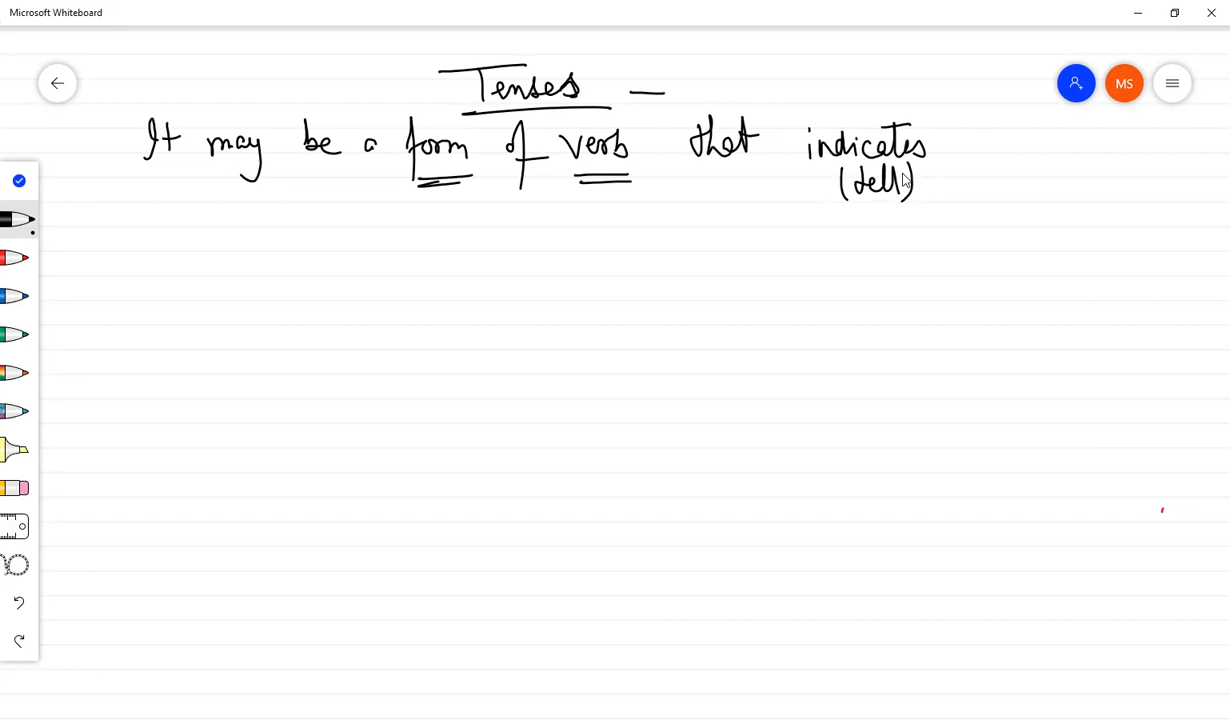 Microsoft Whiteboard
Tenses —
MS
It may be a form of verb that indicates
(tell)